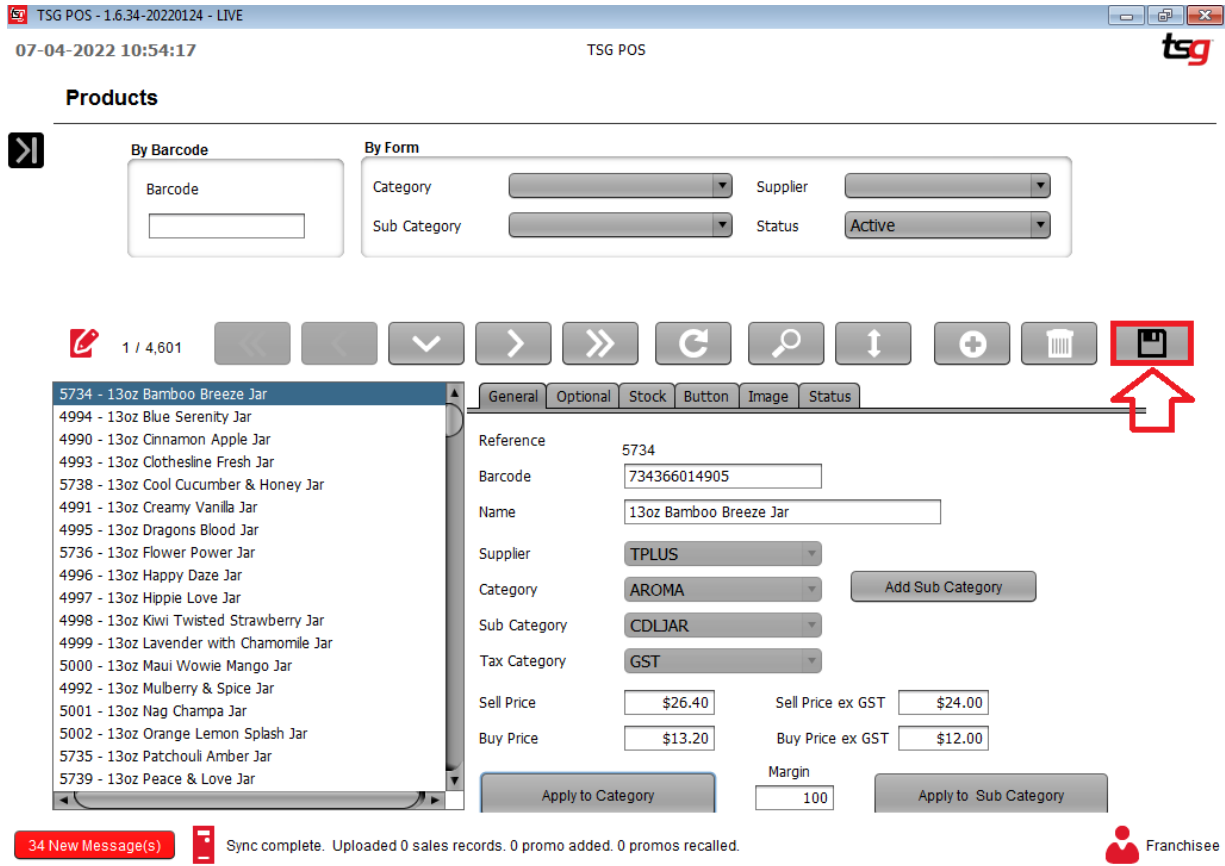 TSG POS - 1.6.34-20220124 - LIVE
07-04-2022 10:54:17
TSG POS
tsg
Products
By Barcode
Barcode
By Form
Category
Supplier
Sub Category
Status
Active
1 / 4,601
5734 - 13oz Bamboo Breeze Jar
4994 - 13oz Blue Serenity Jar
4990 - 13oz Cinnamon Apple Jar
4993 - 13oz Clothesline Fresh Jar
5738 - 13oz Cool Cucumber & Honey Jar
4991 - 13oz Creamy Vanilla Jar
4995 - 13oz Dragons Blood Jar
5736 - 13oz Flower Power Jar
4996 - 13oz Happy Daze Jar
4997 - 13oz Hippie Love Jar
4998 - 13oz Kiwi Twisted Strawberry Jar
4999 - 13oz Lavender with Chamomile Jar
5000 - 13oz Maui Wowie Mango Jar
4992 - 13oz Mulberry & Spice Jar
5001 - 13oz Nag Champa Jar
5002 - 13oz Orange Lemon Splash Jar
5735 - 13oz Patchouli Amber Jar
5739 - 13oz Peace & Love Jar
General Optional Stock Button Image Status
Reference 5734
Barcode 734366014905
Name 13oz Bamboo Breeze Jar
Supplier TPLUS
Category AROMA Add Sub Category
Sub Category CDLJAR
Tax Category GST
Sell Price $26.40 Sell Price ex GST $24.00
Buy Price $13.20 Buy Price ex GST $12.00
Margin
Apply to Category 100 Apply to Sub Category
34 New Message(s) Sync complete. Uploaded 0 sales records. 0 promo added. 0 promos recalled. Franchisee